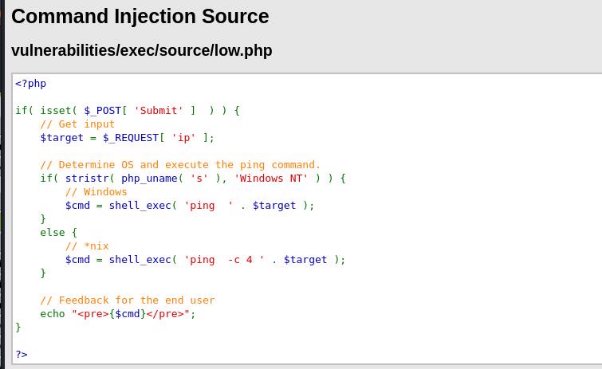 Command Injection Source
vulnerabilities/exec/source/low.php
<?php
if( isset( $_POST[ 'Submit' ]  ) ) {
    // Get input
    $target = $_REQUEST[ 'ip' ];
    // Determine OS and execute the ping command.
    if( stristr( php_uname( 's' ), 'Windows NT' ) ) {
        // Windows
        $cmd = shell_exec( 'ping  ' . $target );
    }
    else {
        // *nix
        $cmd = shell_exec( 'ping  -c 4 ' . $target );
    }
    // Feedback for the end user
    echo "<pre>{$cmd}</pre>";
}
?>